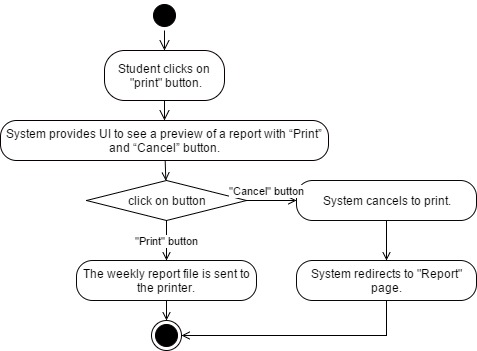 Student clicks on
"print" button.
System provides UI to see a preview of a report with “Print”
and “Cancel” button.
click on button
"Cancel" button
System cancels to print.
"Print" button
The weekly report file is sent to
the printer.
System redirects to "Report"
page.